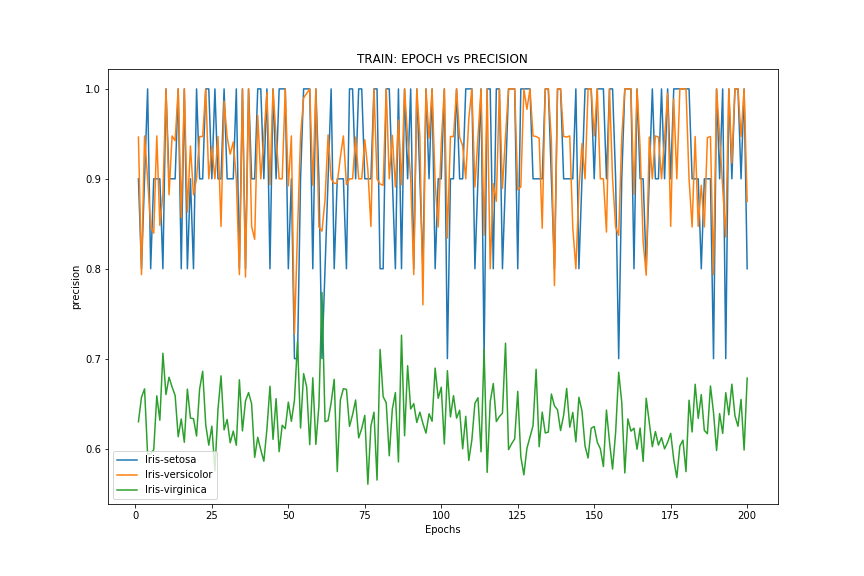 TRAIN: EPOCH vs PRECISION
1.0
0.9
0.8
0.7
0.6
precision
Iris-setosa
Iris-versicolor
Iris-virginica
0 25 50 75 100 125 150 175 200
Epochs